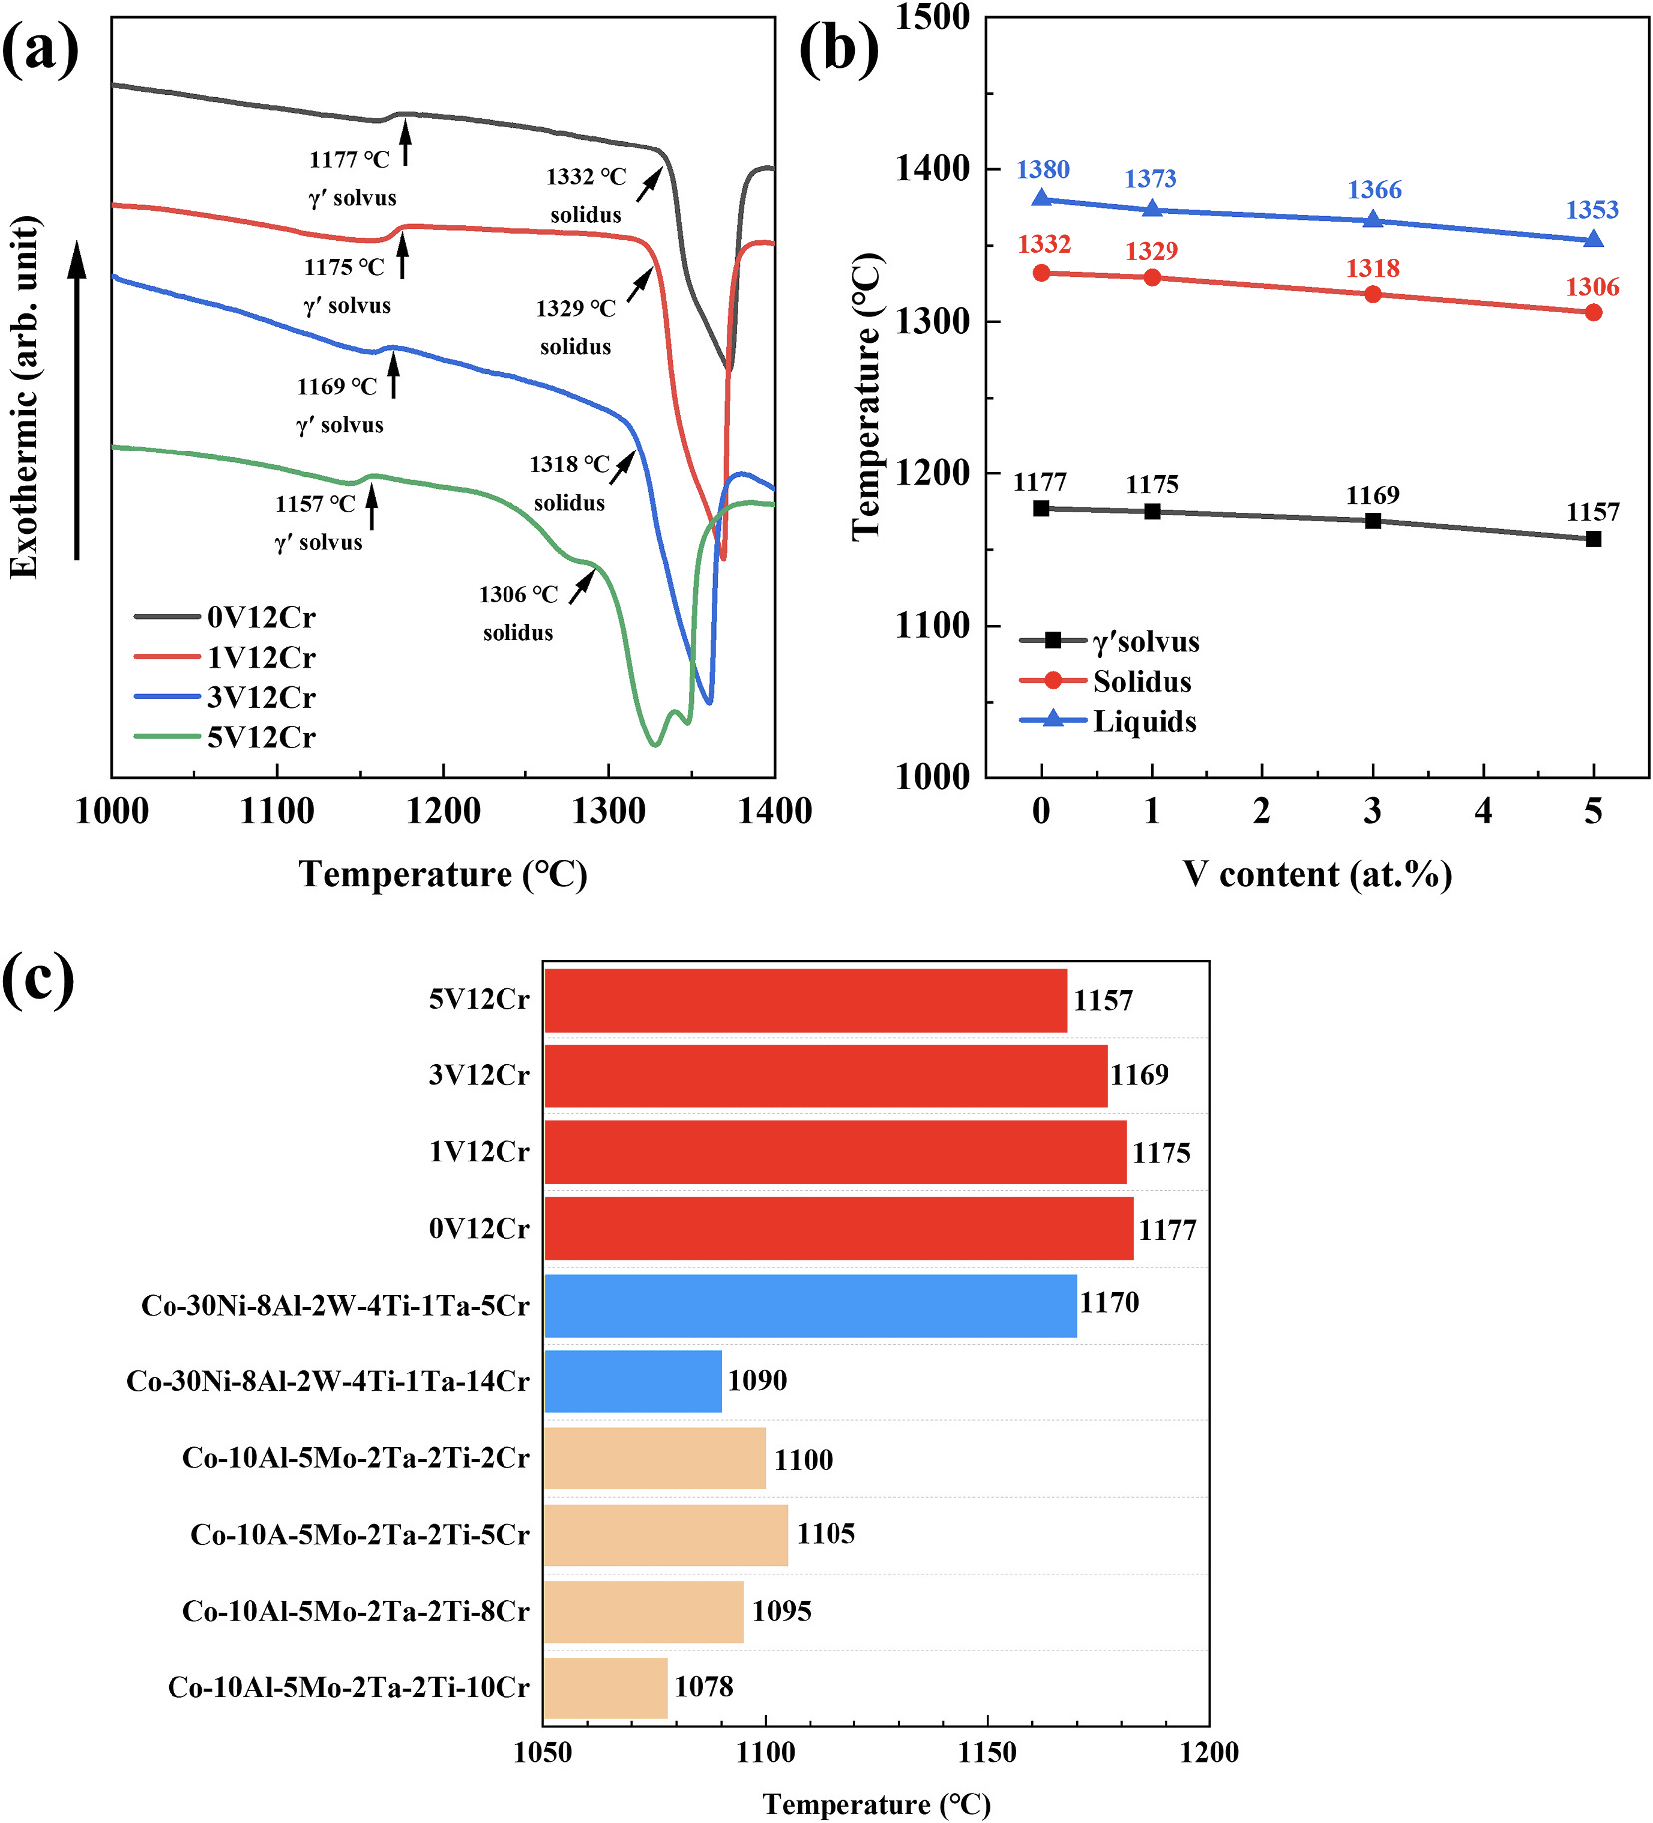 (a)
Exothermic (arb. unit)
1177 °C
γ′ solvus
1332 °C
solidus
1175 °C
γ′ solvus
1329 °C
solidus
1169 °C
γ′ solvus
1318 °C
solidus
1157 °C
γ′ solvus
1306 °C
solidus
0V12Cr
1V12Cr
3V12Cr
5V12Cr
1000 1100 1200 1300 1400
Temperature (°C)
(b)
Temperature (°C)
1500
1400
1300
1200
1100
1000
1380 1373 1366 1353
1332 1329 1318 1306
1177 1175 1169 1157
γ′solvus
Solidus
Liquids
0 1 2 3 4 5
V content (at.%)
(c)
5V12Cr 1157
3V12Cr 1169
1V12Cr 1175
0V12Cr 1177
Co-30Ni-8Al-2W-4Ti-1Ta-5Cr 1170
Co-30Ni-8Al-2W-4Ti-1Ta-14Cr 1090
Co-10Al-5Mo-2Ta-2Ti-2Cr 1100
Co-10A-5Mo-2Ta-2Ti-5Cr 1105
Co-10Al-5Mo-2Ta-2Ti-8Cr 1095
Co-10Al-5Mo-2Ta-2Ti-10Cr 1078
1050 1100 1150 1200
Temperature (°C)